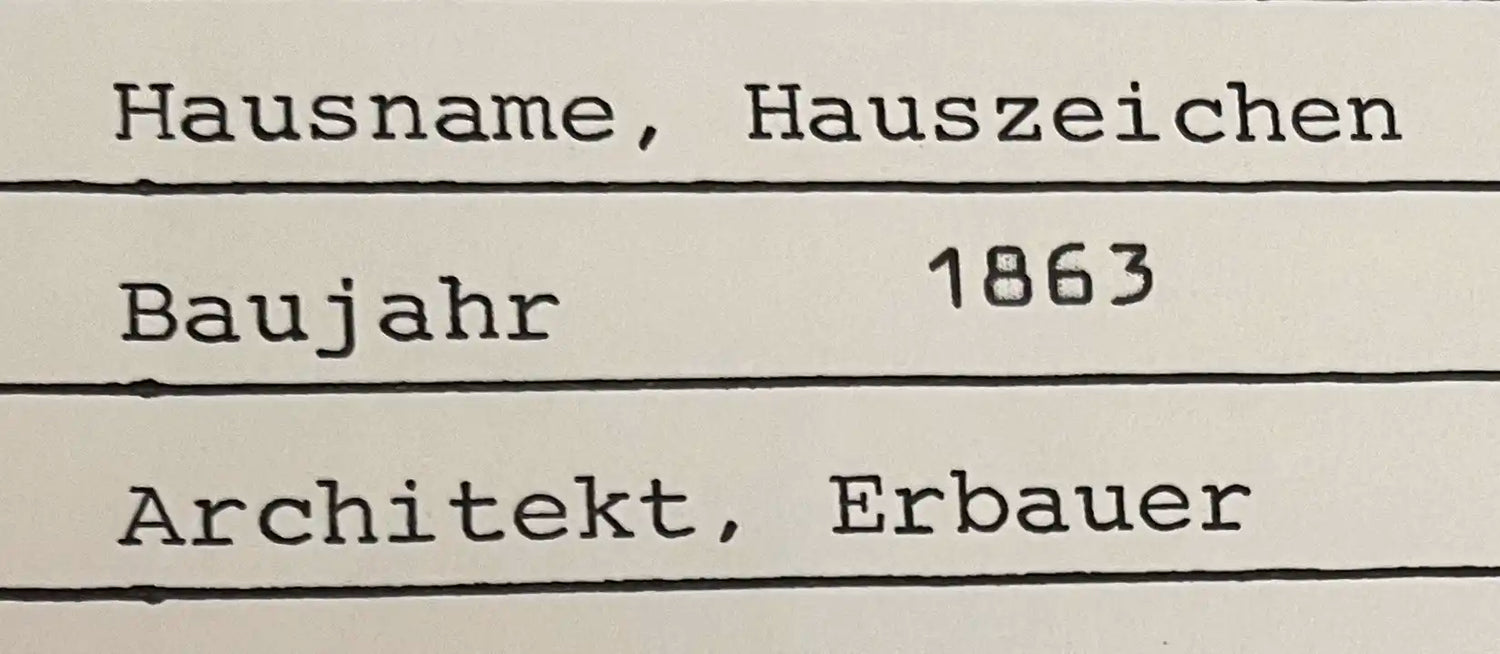 Hausname, Hauszeichen
Baujahr 1863
Architekt, Erbauer